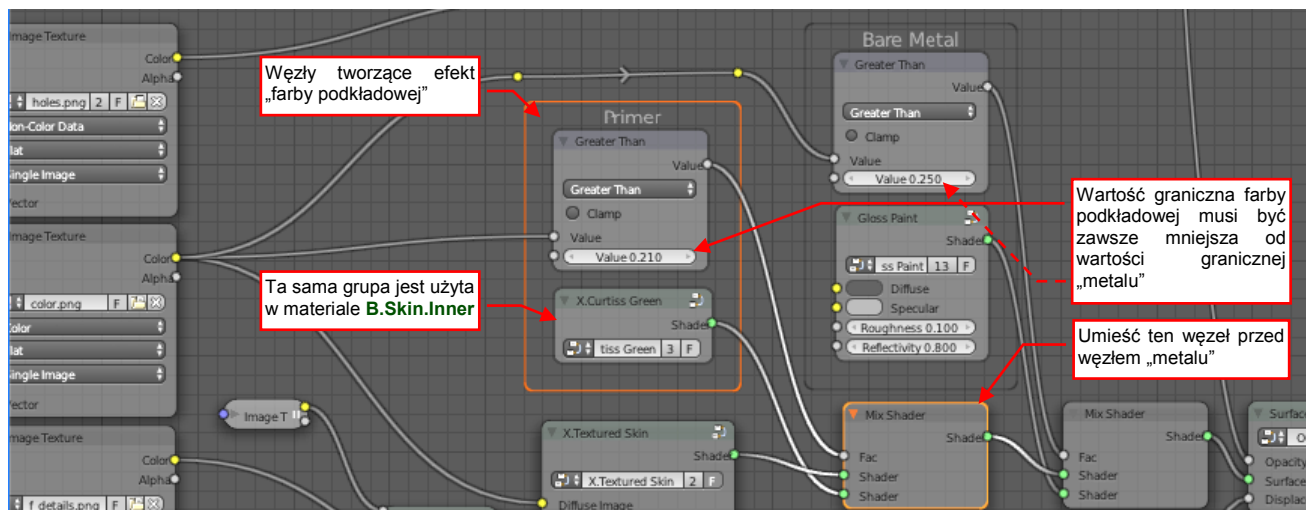 Image Texture
Color
Alpha
holes.png 2 F
Non-Color Data
Flat
Single Image
Vector
Image Texture
Color
Alpha
color.png F
Color
Flat
Single Image
Vector
Image Texture
Color
Alpha
f_details.png F
Image T
Węzły tworzące efekt
„farby podkładowej”
Primer
Greater Than
Value
Greater Than
Clamp
Value
Value 0.210
Ta sama grupa jest użyta
w materiale B.Skin.Inner
X.Curtiss Green
Shader
tiss Green 3 F
X.Textured Skin
Shader
X.Textured Skin 2 F
Diffuse Image
Bare Metal
Greater Than
Value
Greater Than
Clamp
Value
Value 0.250
Gloss Paint
Shader
ss Paint 13 F
Diffuse
Specular
Roughness 0.100
Reflectivity 0.800
Wartość graniczna farby
podkładowej musi być
zawsze mniejsza od
wartości granicznej
„metalu”
Umieść ten węzeł przed
węzłem „metalu”
Mix Shader
Shader
Fac
Shader
Shader
Mix Shader
Shader
Fac
Shader
Shader
Surface
Opacity
Surface
Displac